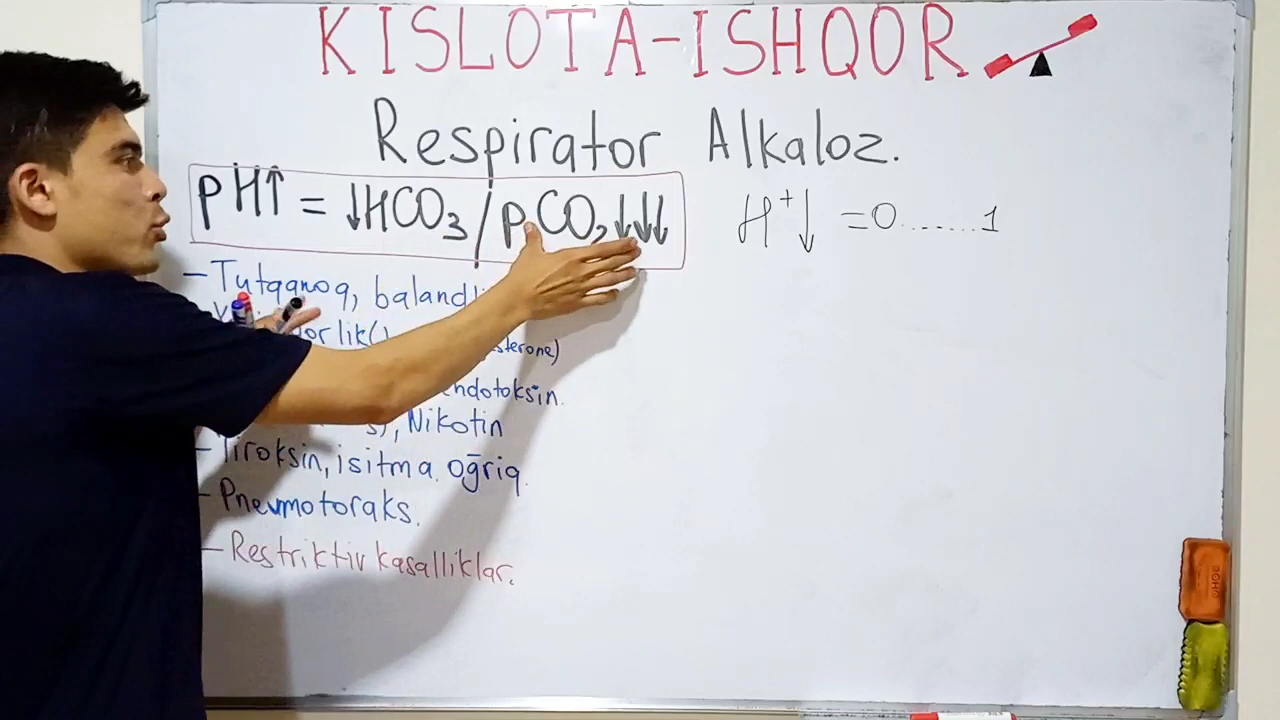 KISLOTA-ISHQOR
Respirator Alkaloz.
pH↑ = ↓HCO3 / pCO2↓↓↓
H+↓ =0.......1
- Tutqanoq,
sterone)
ndotoksin.
, Nikotin
- Tiroksin, isitma, og̅riq.
- Pnevmotoraks.
- Restriktiv kasalliklar.